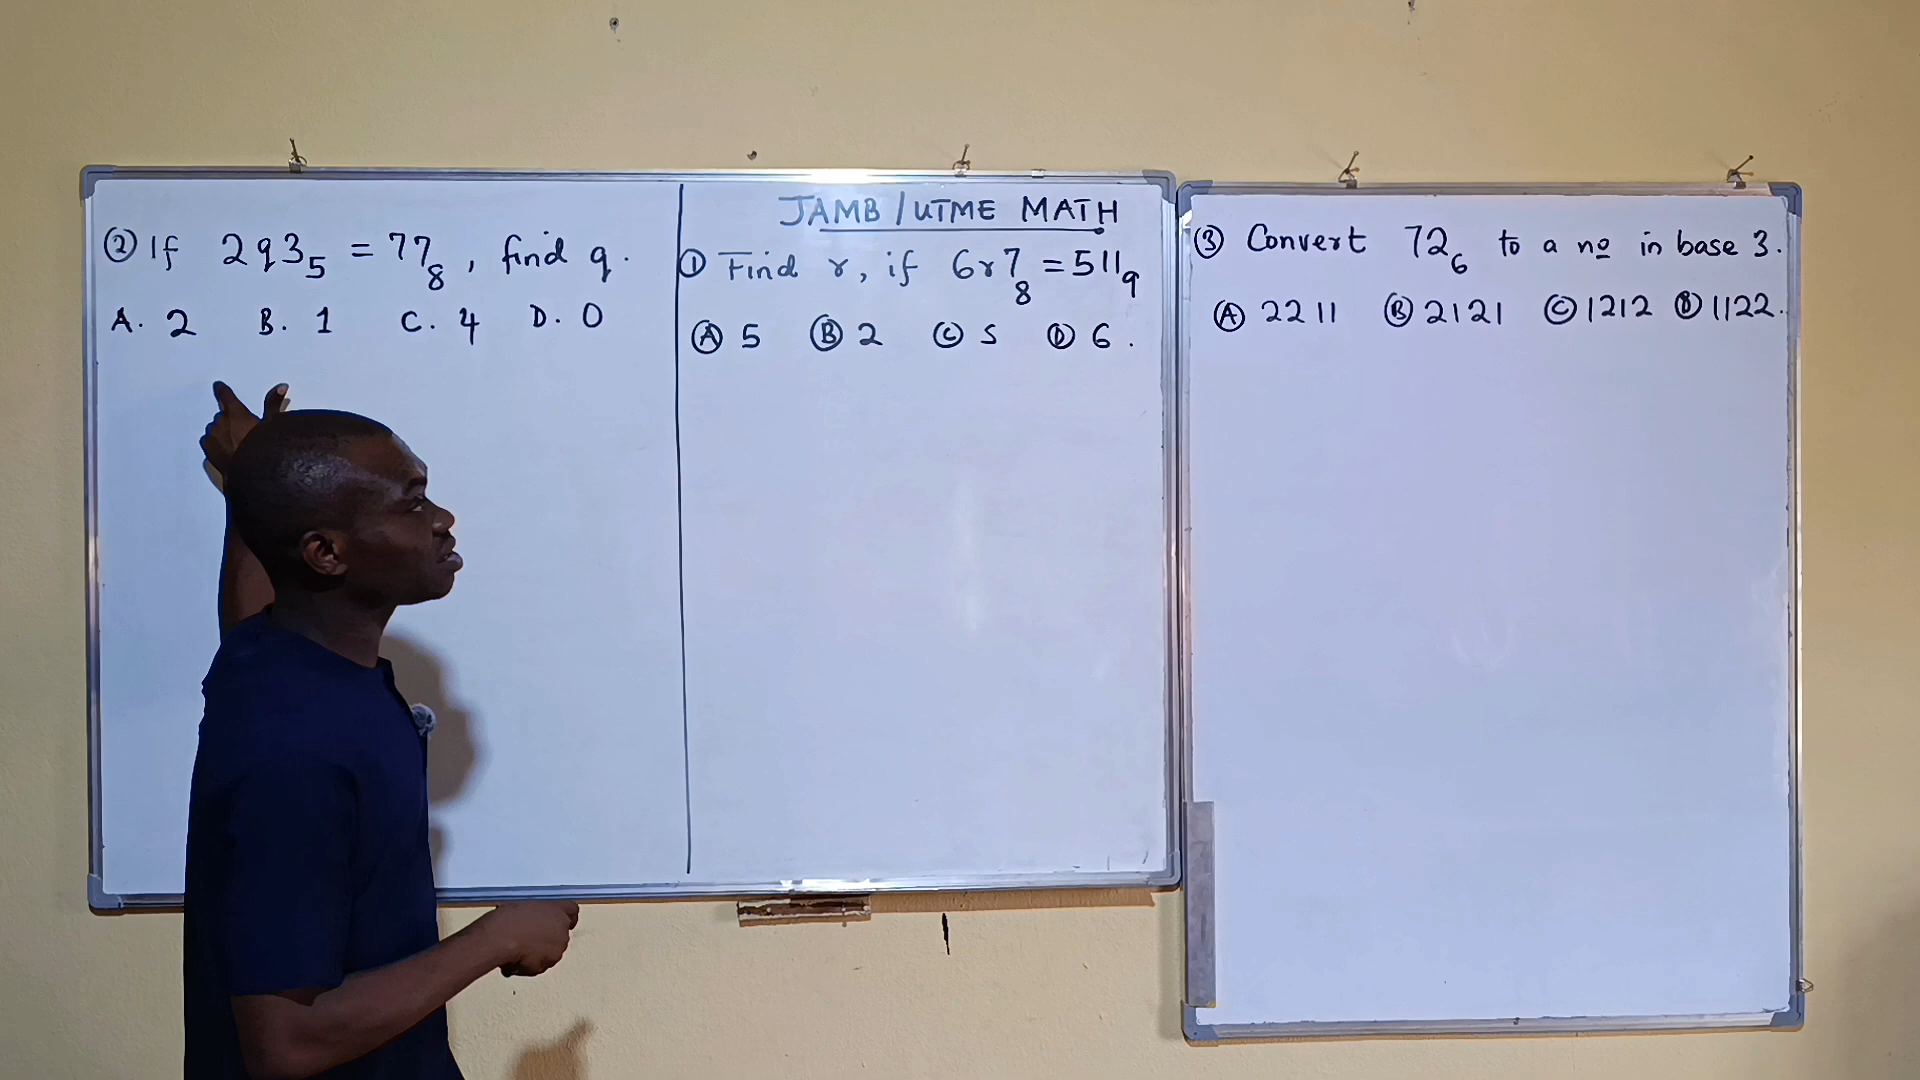 ② If 2q3₅ = 77₈, find q.
A. 2 B. 1 C. 4 D. 0
JAMB/UTME MATH
① Find r, if 6r7₈ = 511₉
Ⓐ 5 Ⓑ 2 Ⓒ 5 Ⓓ 6.
③ Convert 72₆ to a no in base 3.
Ⓐ 2211 Ⓑ 2121 Ⓒ 1212 Ⓓ 1122.